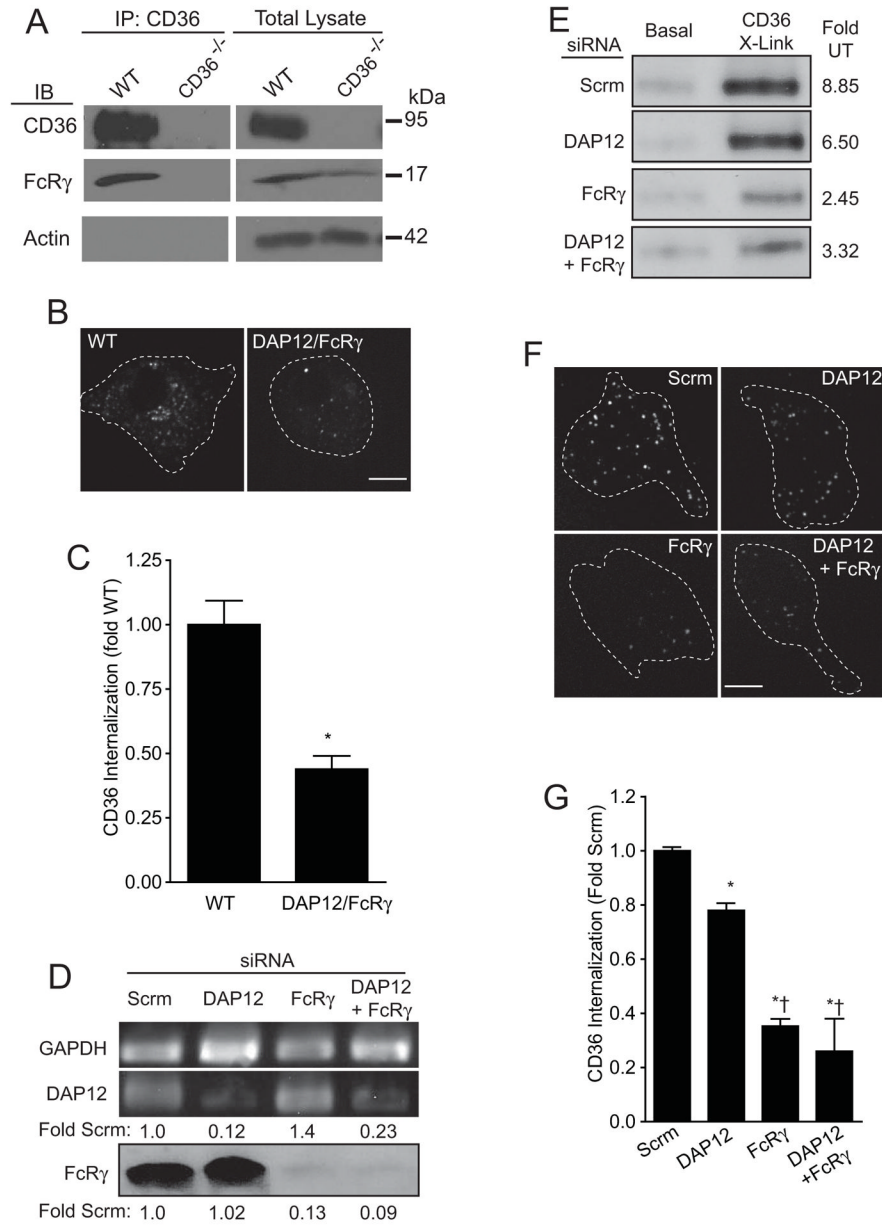 A
IP: CD36 Total Lysate
WT CD36 -/- WT CD36 -/-
IB kDa
CD36 95
FcRγ 17
Actin 42
B
WT DAP12/FcRγ
C
CD36 Internalization (fold WT)
1.25
1.00
0.75
0.50
0.25
0.00
*
WT DAP12/FcRγ
D
siRNA
Scrm DAP12 FcRγ DAP12
+ FcRγ
GAPDH
DAP12
Fold Scrm: 1.0 0.12 1.4 0.23
FcRγ
Fold Scrm: 1.0 1.02 0.13 0.09
E
siRNA Basal CD36
X-Link Fold
UT
Scrm 8.85
DAP12 6.50
FcRγ 2.45
DAP12
+ FcRγ 3.32
F
Scrm DAP12
FcRγ DAP12
+ FcRγ
G
CD36 Internalization (Fold Scrm)
1.2
1.0
0.8
0.6
0.4
0.2
0.0
*
*†
*†
Scrm DAP12 FcRγ DAP12
+FcRγ